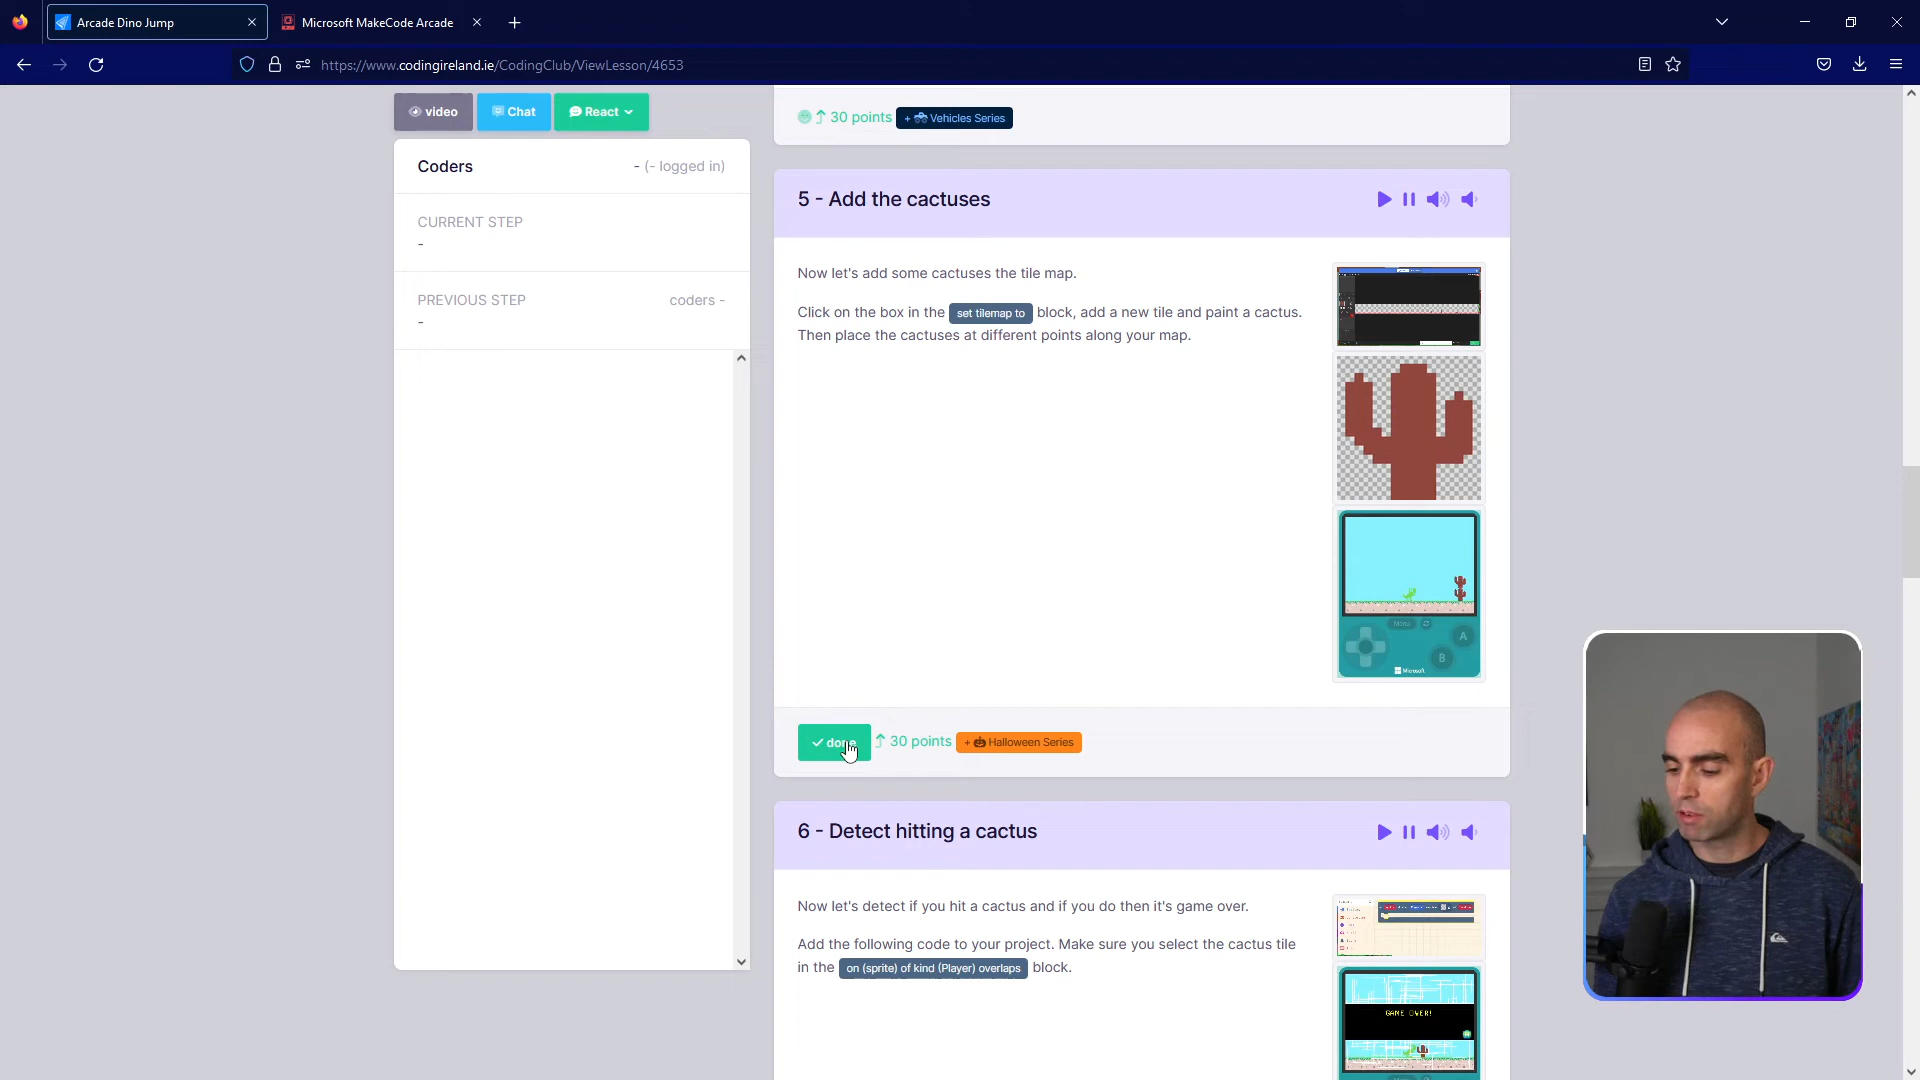 Arcade Dino Jump
Microsoft MakeCode Arcade
https://www.codingireland.ie/CodingClub/ViewLesson/4653
video
Chat
React
30 points
+ Vehicles Series
Coders
- (- logged in)
CURRENT STEP
-
PREVIOUS STEP
coders -
-
5 - Add the cactuses
Now let's add some cactuses the tile map.
Click on the box in the set tilemap to block, add a new tile and paint a cactus.
Then place the cactuses at different points along your map.
Menu
A
B
Microsoft
done
30 points
+ Halloween Series
6 - Detect hitting a cactus
Now let's detect if you hit a cactus and if you do then it's game over.
Add the following code to your project. Make sure you select the cactus tile
in the on (sprite) of kind (Player) overlaps block.
GAME OVER!